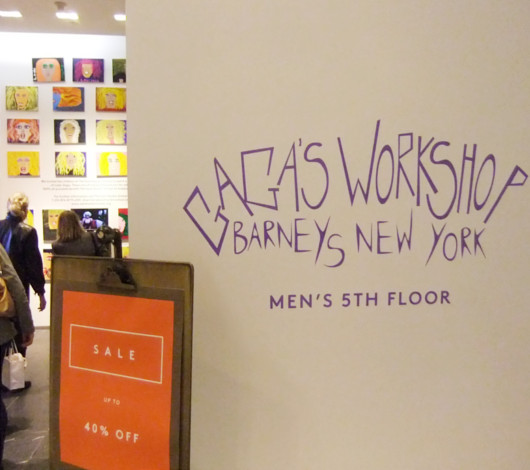 GAGA'S WORKSHOP
BARNEYS NEW YORK
MEN'S 5TH FLOOR
SALE
UP TO
40% OFF